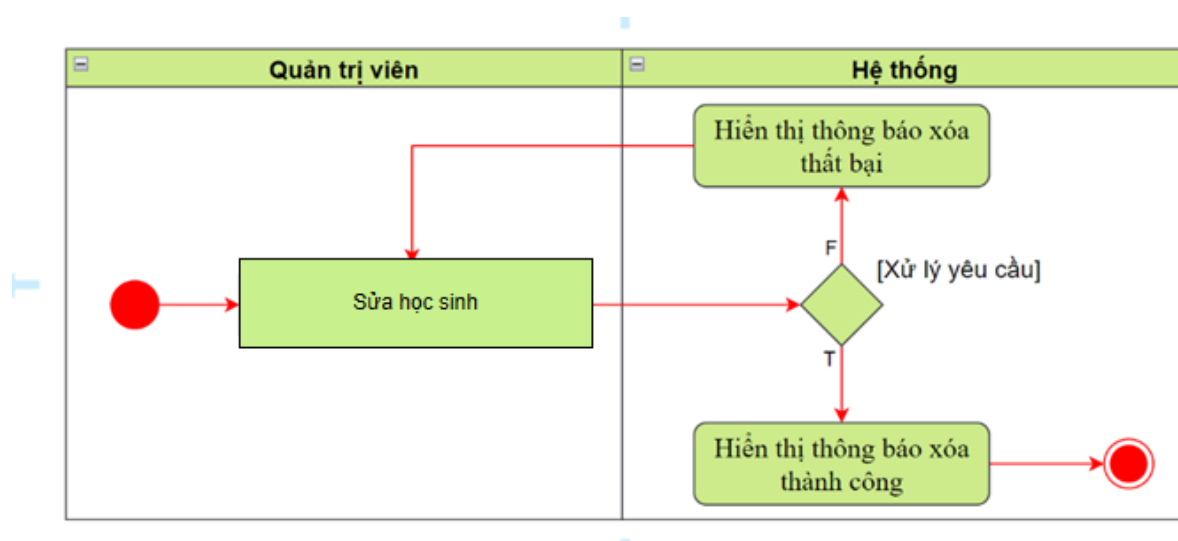 Quản trị viên
Hệ thống
Hiển thị thông báo xóa
thất bại
F
[Xử lý yêu cầu]
Sửa học sinh
T
Hiển thị thông báo xóa
thành công